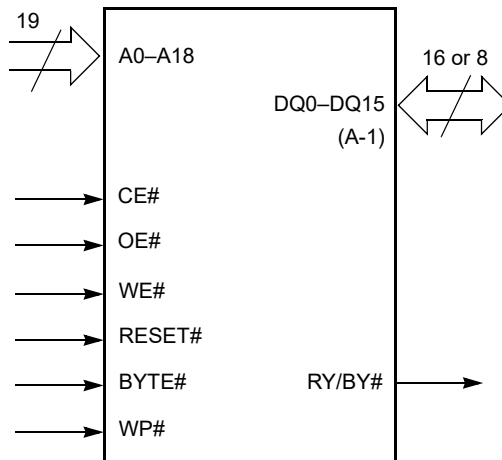 19
A0–A18
16 or 8
DQ0–DQ15
(A-1)
CE#
OE#
WE#
RESET#
BYTE#
RY/BY#
WP#